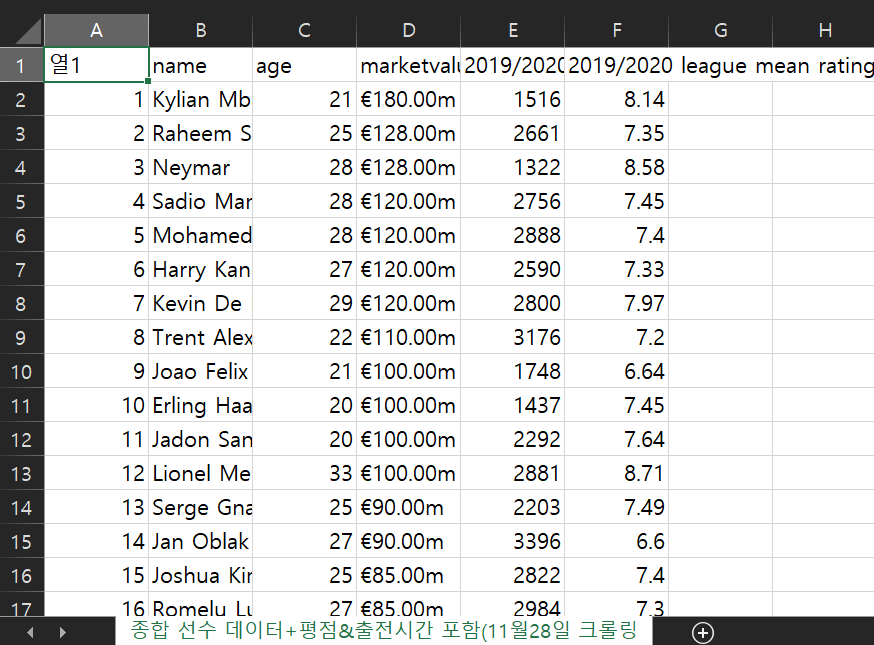 A B C D E F G H
1 열1 name age marketvalu 2019/2020 2019/2020 league mean rating
2 1 Kylian Mb 21 €180.00m 1516 8.14
3 2 Raheem S 25 €128.00m 2661 7.35
4 3 Neymar 28 €128.00m 1322 8.58
5 4 Sadio Mar 28 €120.00m 2756 7.45
6 5 Mohamed 28 €120.00m 2888 7.4
7 6 Harry Kan 27 €120.00m 2590 7.33
8 7 Kevin De 29 €120.00m 2800 7.97
9 8 Trent Alex 22 €110.00m 3176 7.2
10 9 Joao Felix 21 €100.00m 1748 6.64
11 10 Erling Haa 20 €100.00m 1437 7.45
12 11 Jadon San 20 €100.00m 2292 7.64
13 12 Lionel Me 33 €100.00m 2881 8.71
14 13 Serge Gna 25 €90.00m 2203 7.49
15 14 Jan Oblak 27 €90.00m 3396 6.6
16 15 Joshua Kir 25 €85.00m 2822 7.4
17 16 Romelu Lu 27 €85.00m 2984 7.3
종합 선수 데이터+평점&출전시간 포함(11월28일 크롤링